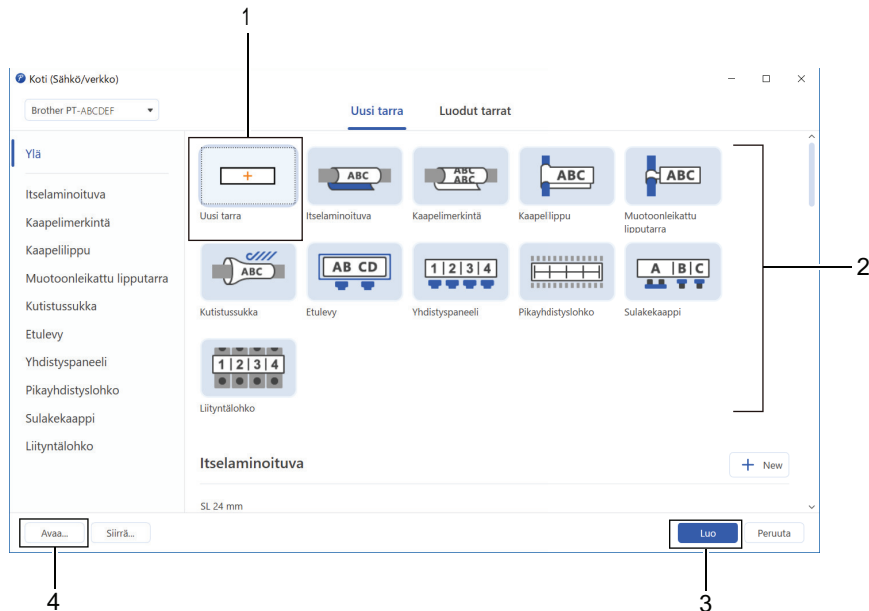 1
Koti (Sähkö/verkko)
Brother PT-ABCDEF
Uusi tarra
Luodut tarrat
Ylä
Itselaminoituva
Kaapelimerkintä
Kaapelilippu
Muotoonleikattu lipputarra
Kutistussukka
Etulevy
Yhdistyspaneeli
Pikayhdistyslohko
Sulakekaappi
Liityntälohko
Uusi tarra
ABC
Itselaminoituva
ABC
ABC
Kaapelimerkintä
ABC
Kaapelilippu
ABC
Muotoonleikattu
lipputarra
ABC
Kutistussukka
AB CD
Etulevy
1 2 3 4
Yhdistyspaneeli
Pikayhdistyslohko
A B C
Sulakekaappi
1 2 3 4
Liityntälohko
2
Itselaminoituva
+ New
SL 24 mm
Avaa...
Siirrä...
Luo
Peruuta
4
3